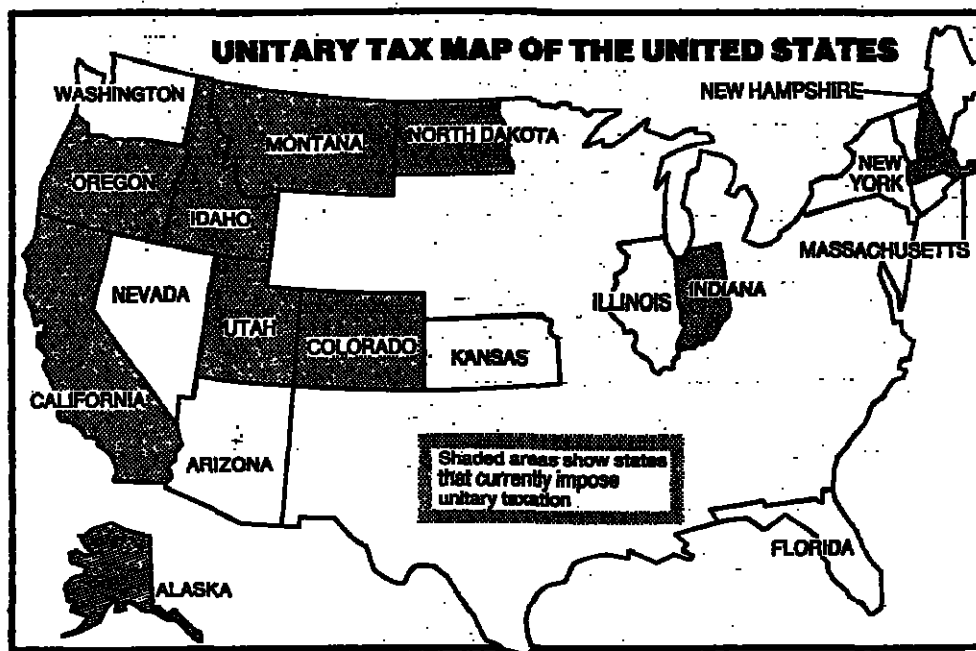 UNITARY TAX MAP OF THE UNITED STATES
WASHINGTON
NEW HAMPSHIRE
MONTANA
NORTH DAKOTA
OREGON
NEW
YORK
IDAHO
MASSACHUSETTS
NEVADA
ILLINOIS
INDIANA
UTAH
COLORADO
KANSAS
CALIFORNIA
ARIZONA
Shaded areas show states
that currently impose
unitary taxation
FLORIDA
ALASKA